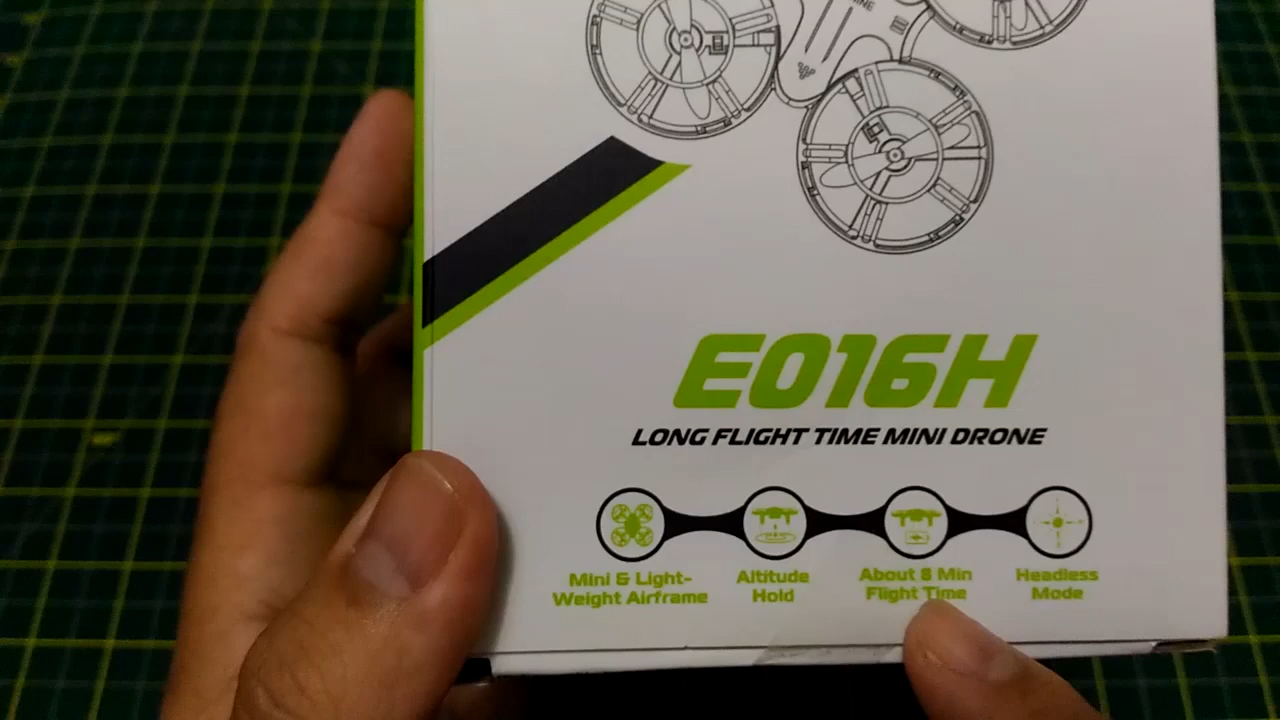 E016H
LONG FLIGHT TIME MINI DRONE
Mini & Light-
Weight Airframe
Altitude
Hold
About 8 Min
Flight Time
Headless
Mode